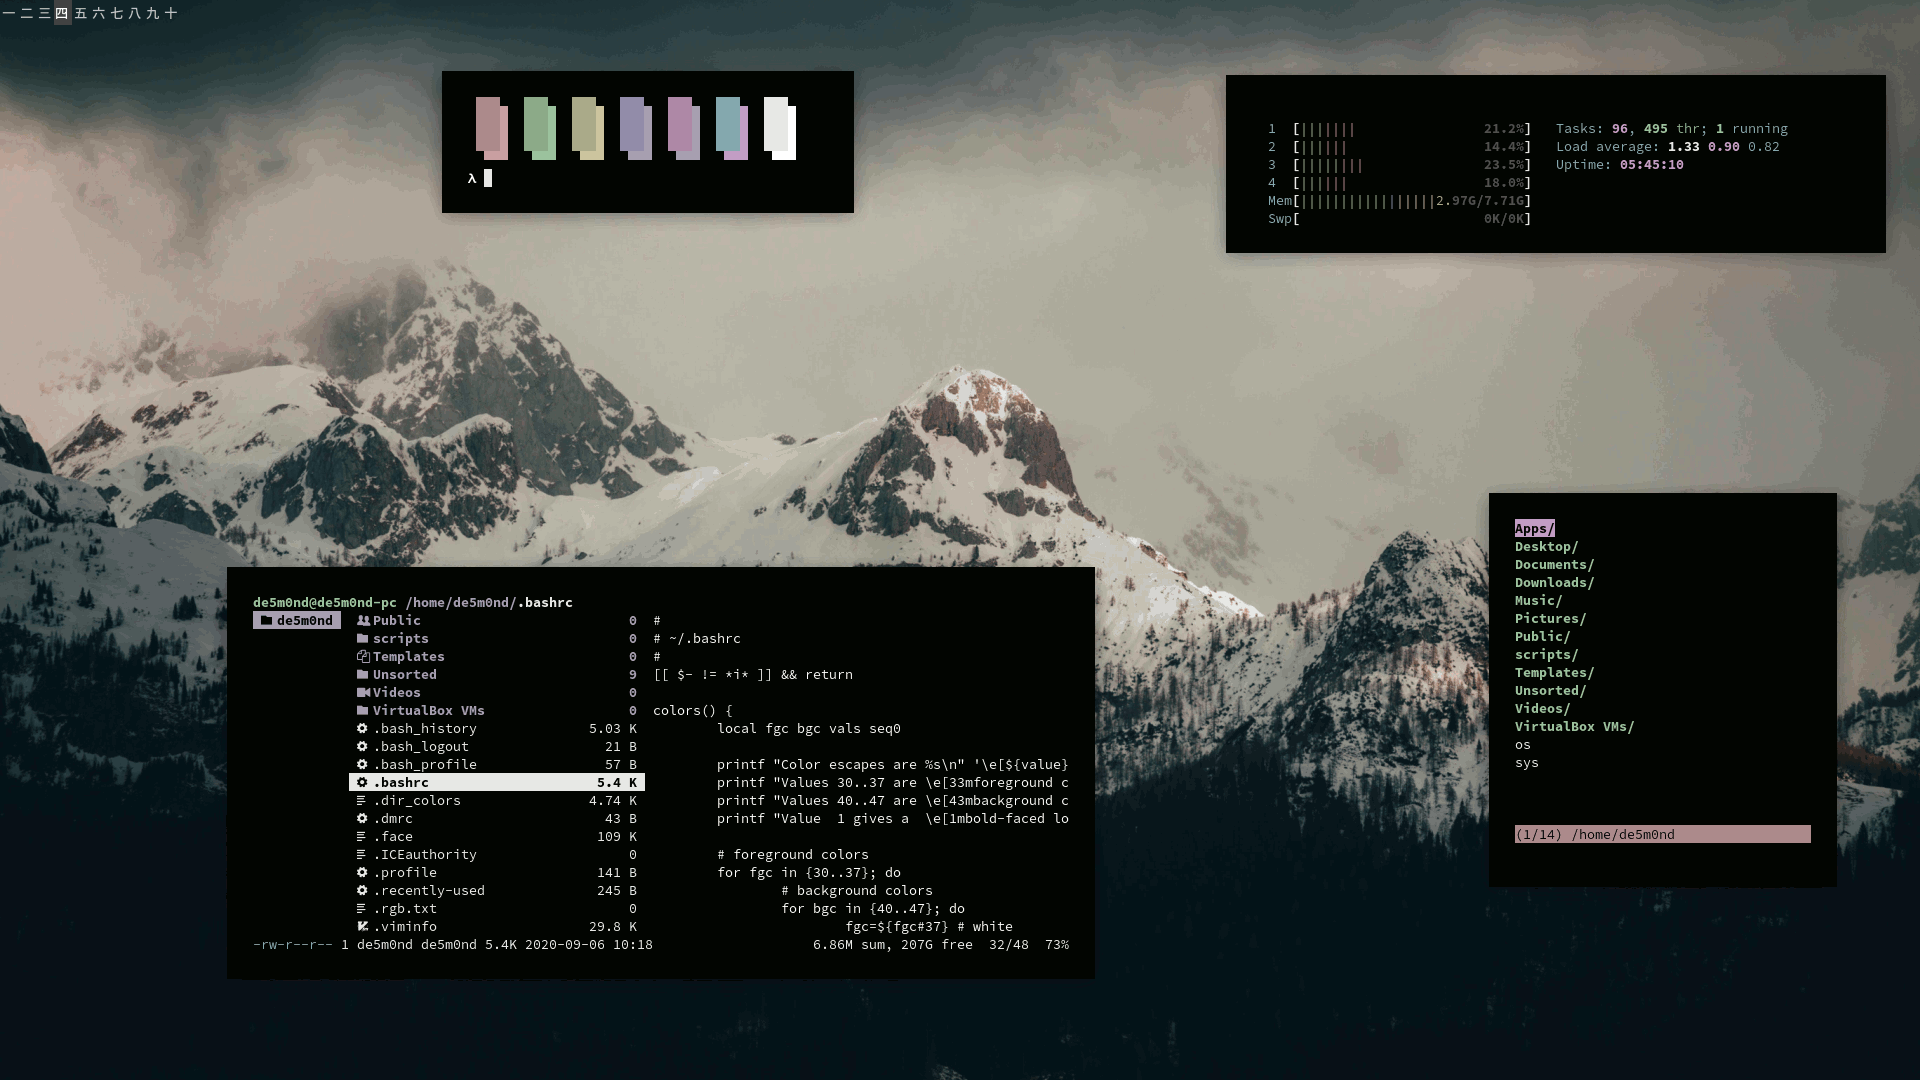 一 二 三 四 五 六 七 八 九 十
λ
1 [||||||| 21.2%] Tasks: 96, 495 thr; 1 running
2 [|||||| 14.4%] Load average: 1.33 0.90 0.82
3 [|||||||| 23.5%] Uptime: 05:45:10
4 [|||||| 18.0%]
Mem[|||||||||||||||||2.97G/7.71G]
Swp[ 0K/0K]
de5m0nd@de5m0nd-pc /home/de5m0nd/.bashrc
de5m0nd Public 0 #
scripts 0 # ~/.bashrc
Templates 0 #
Unsorted 9 [[ $- != *i* ]] && return
Videos 0
VirtualBox VMs 0 colors() {
.bash_history 5.03 K local fgc bgc vals seq0
.bash_logout 21 B
.bash_profile 57 B printf "Color escapes are %s\n" '\e[${value}
.bashrc 5.4 K printf "Values 30..37 are \e[33mforeground c
.dir_colors 4.74 K printf "Values 40..47 are \e[43mbackground c
.dmrc 43 B printf "Value  1 gives a  \e[1mbold-faced lo
.face 109 K
.ICEauthority 0 # foreground colors
.profile 141 B for fgc in {30..37}; do
.recently-used 245 B # background colors
.rgb.txt 0 for bgc in {40..47}; do
.viminfo 29.8 K fgc=${fgc#37} # white
-rw-r--r-- 1 de5m0nd de5m0nd 5.4K 2020-09-06 10:18 6.86M sum, 207G free 32/48 73%
Apps/
Desktop/
Documents/
Downloads/
Music/
Pictures/
Public/
scripts/
Templates/
Unsorted/
Videos/
VirtualBox VMs/
os
sys
(1/14) /home/de5m0nd